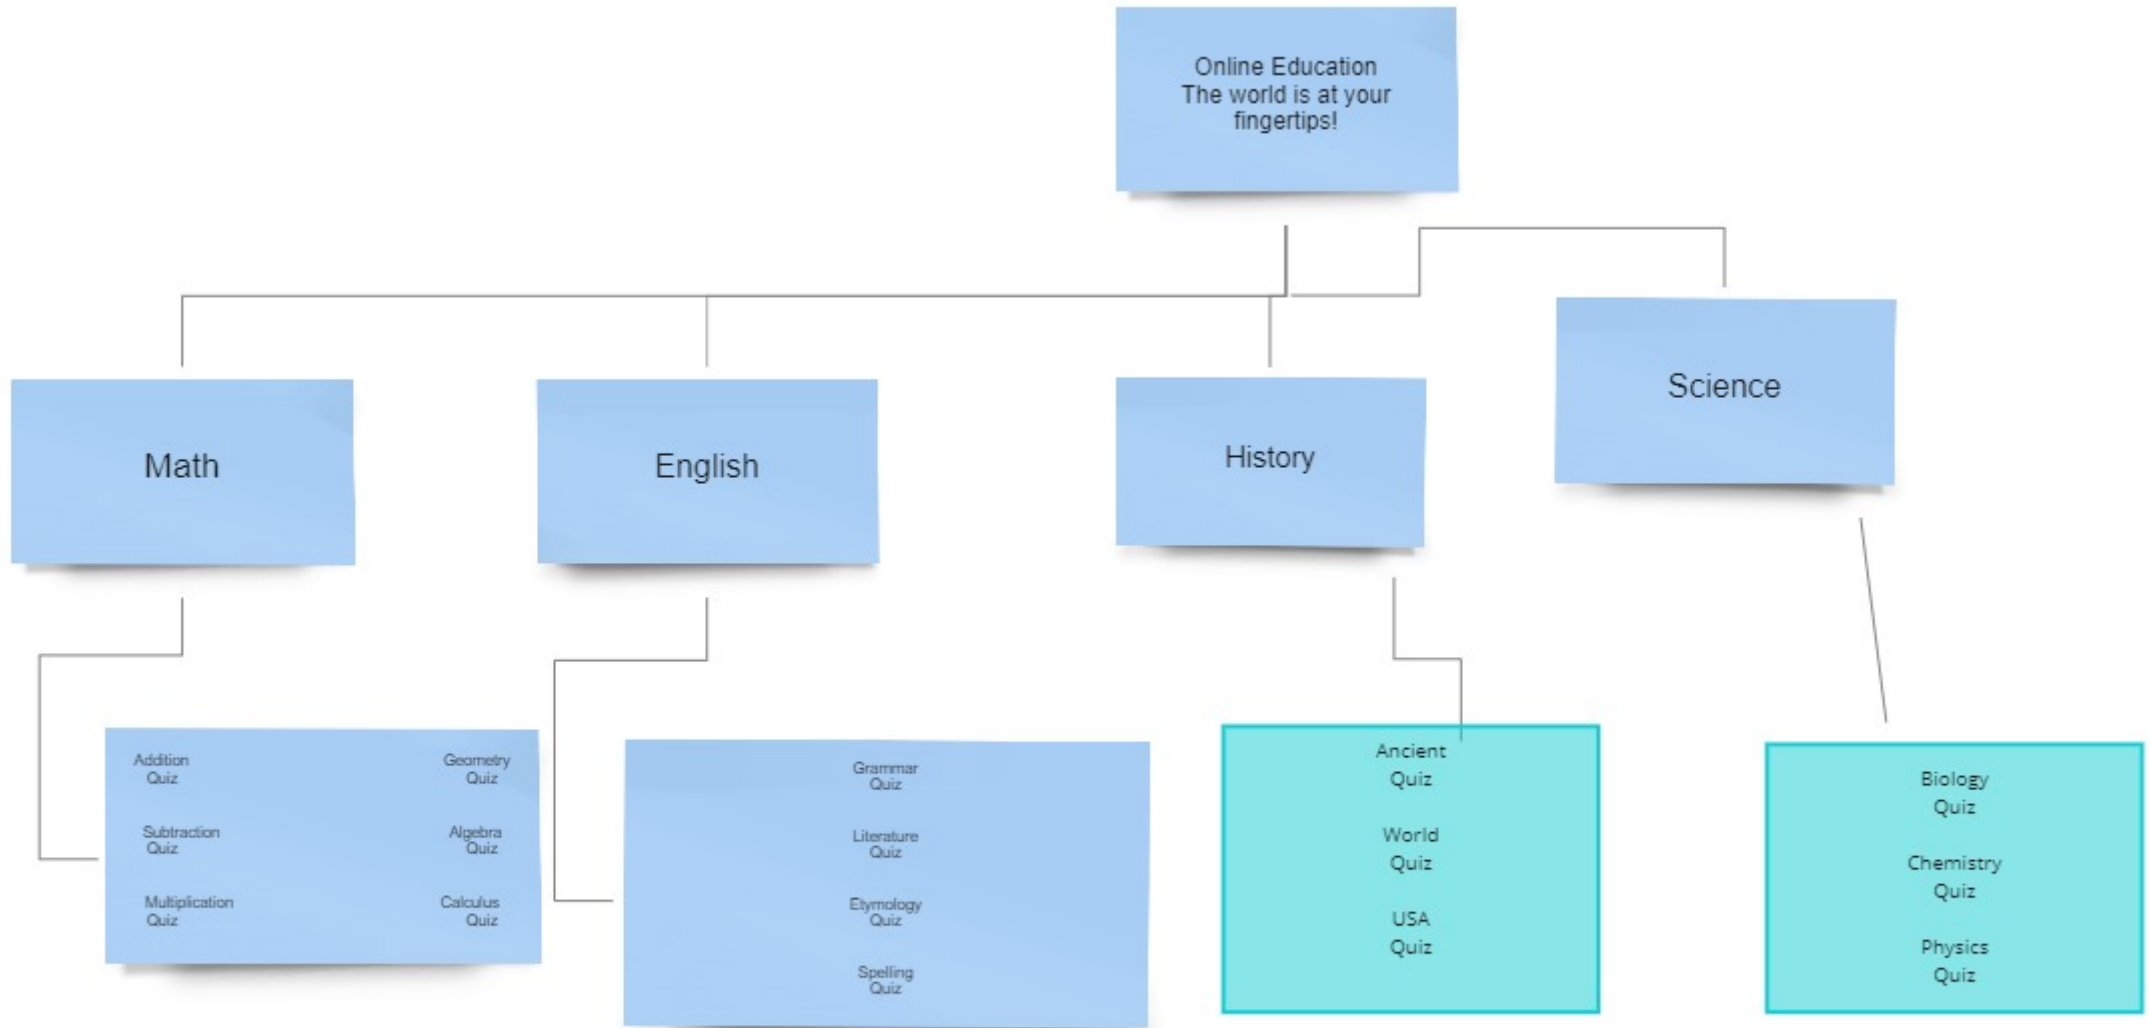 Online Education
The world is at your
fingertips!
Math
English
History
Science
Addition
Quiz
Subtraction
Quiz
Multiplication
Quiz
Geometry
Quiz
Algebra
Quiz
Calculus
Quiz
Grammar
Quiz
Literature
Quiz
Etymology
Quiz
Spelling
Quiz
Ancient
Quiz
World
Quiz
USA
Quiz
Biology
Quiz
Chemistry
Quiz
Physics
Quiz